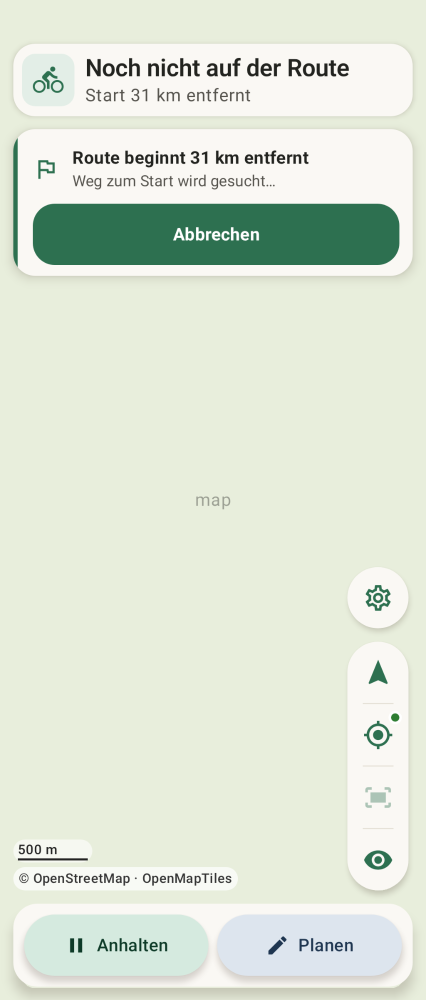 Noch nicht auf der Route
Start 31 km entfernt
Route beginnt 31 km entfernt
Weg zum Start wird gesucht…
Abbrechen
map
500 m
© OpenStreetMap · OpenMapTiles
Anhalten
Planen